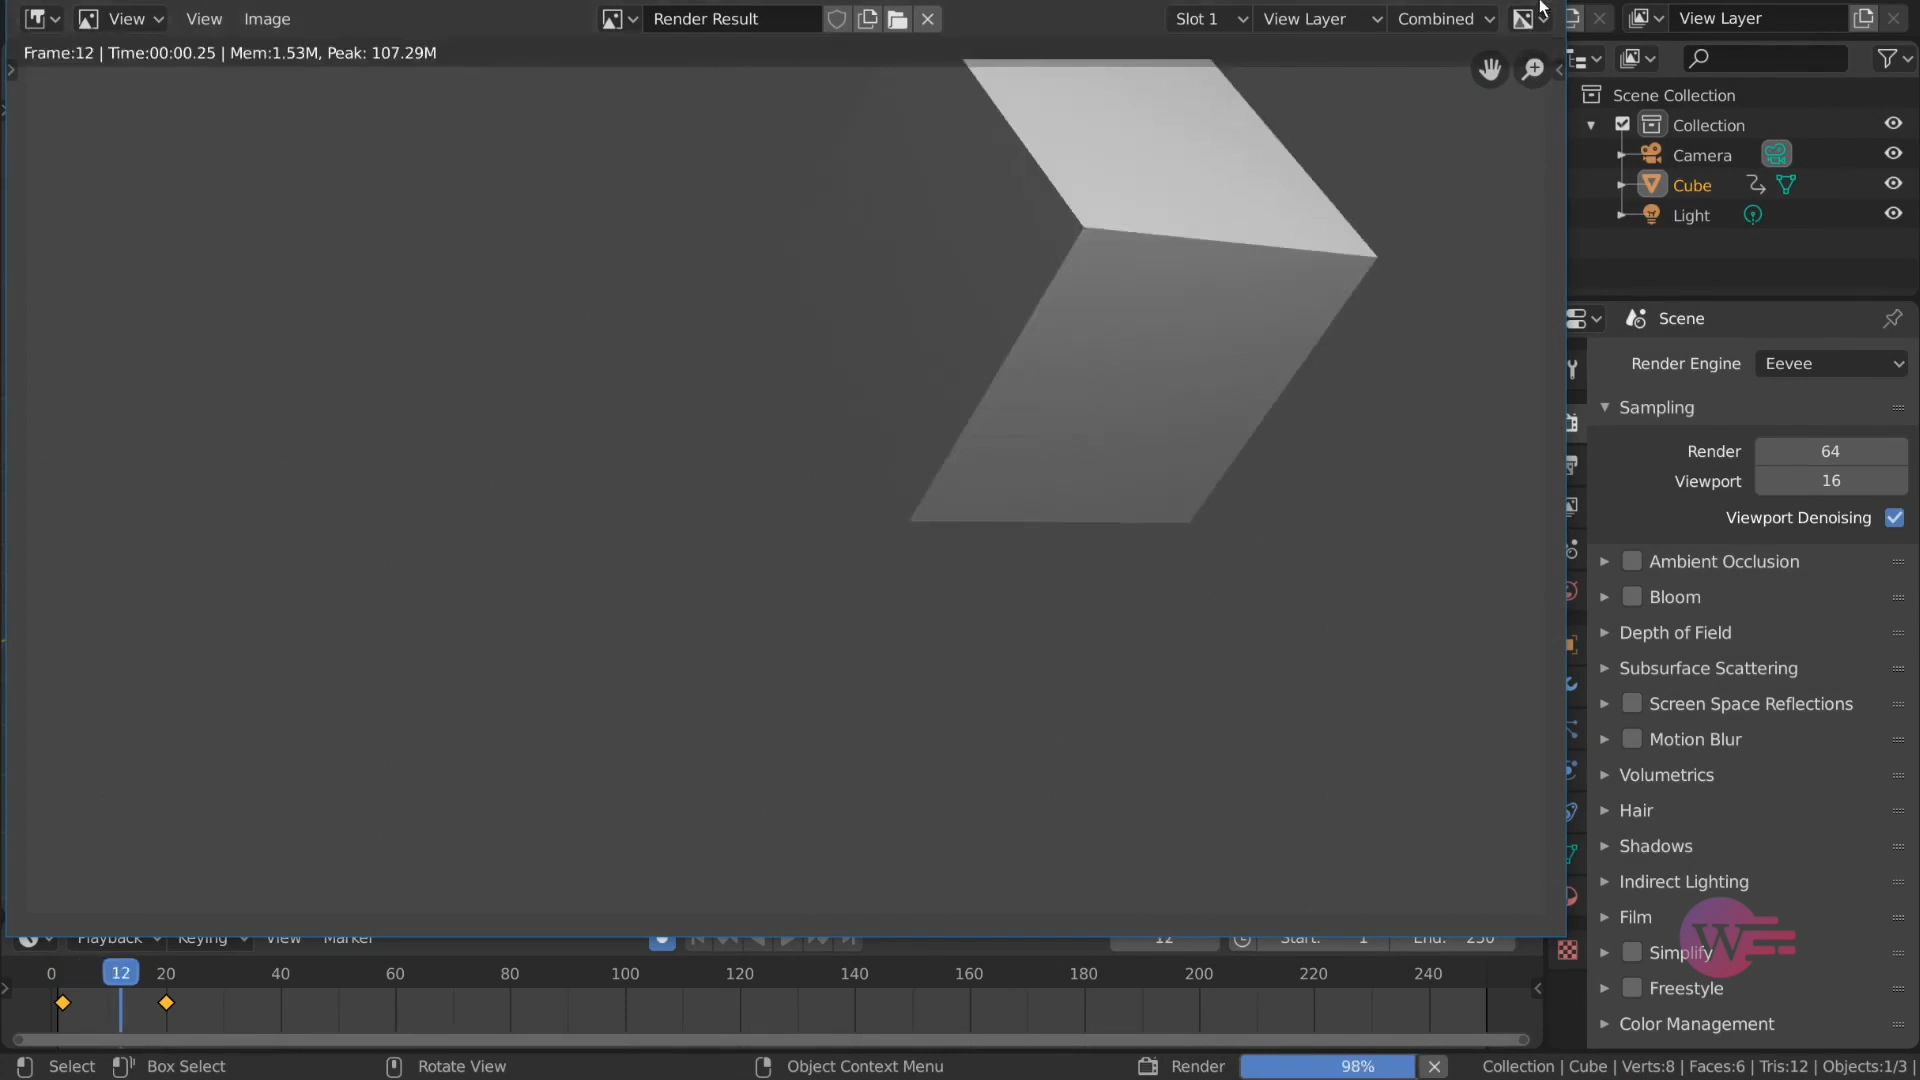 View View Image Render Result Slot 1 View Layer Combined View Layer
Frame:12 | Time:00:00.25 | Mem:1.53M, Peak: 107.29M
Scene Collection
Collection
Camera
Cube
Light
Scene
Render Engine Eevee
Sampling
Render 64
Viewport 16
Viewport Denoising
Ambient Occlusion
Bloom
Depth of Field
Subsurface Scattering
Screen Space Reflections
Motion Blur
Volumetrics
Hair
Shadows
Indirect Lighting
Film
Simplify
Freestyle
Color Management
W
Playback Keying View Marker 12 Start: 1 End: 250
0 12 20 40 60 80 100 120 140 160 180 200 220 240
Select Box Select Rotate View Object Context Menu Render 98% Collection | Cube | Verts:8 | Faces:6 | Tris:12 | Objects:1/3 |